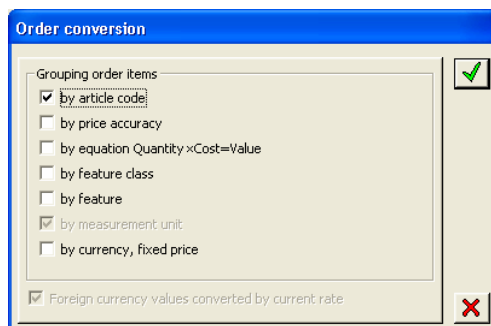 Order conversion
Grouping order items
by article code
by price accuracy
by equation Quantity ×Cost=Value
by feature class
by feature
by measurement unit
by currency, fixed price
Foreign currency values converted by current rate